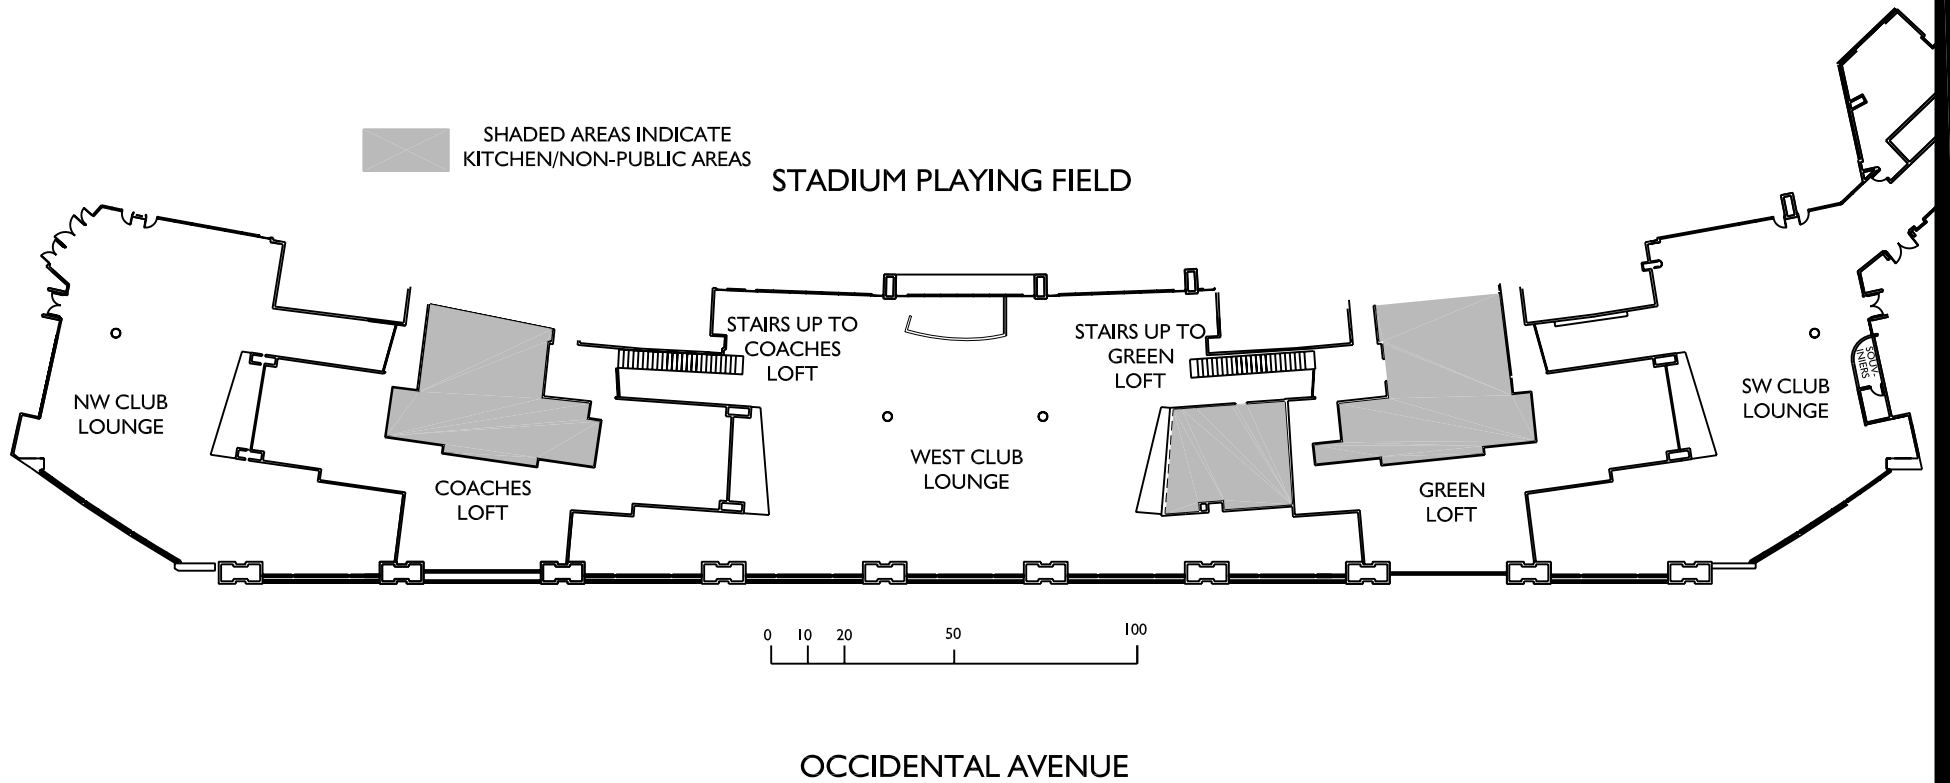 SHADED AREAS INDICATE
KITCHEN/NON-PUBLIC AREAS
STADIUM PLAYING FIELD
STAIRS UP TO
COACHES
LOFT
STAIRS UP TO
GREEN
LOFT
NW CLUB
LOUNGE
COACHES
LOFT
WEST CLUB
LOUNGE
GREEN
LOFT
SW CLUB
LOUNGE
SOUV-
INIERS
0 10 20 50 100
OCCIDENTAL AVENUE